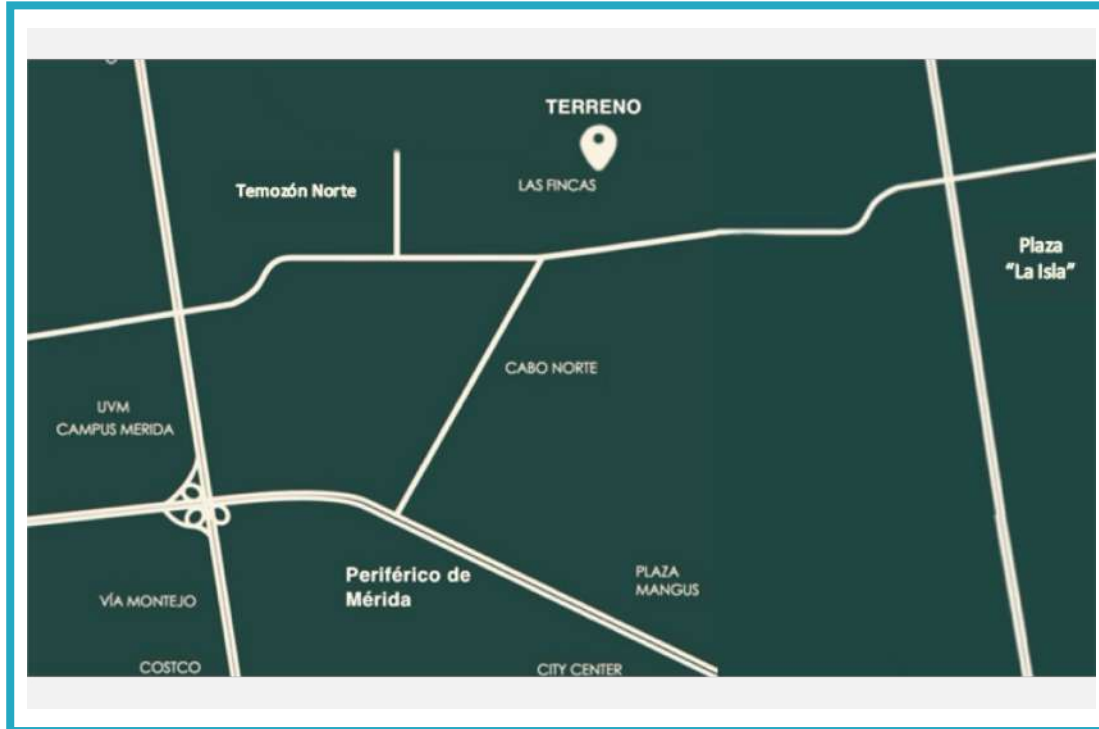 TERRENO
LAS FINCAS
Temozón Norte
Plaza
“La Isla”
CABO NORTE
UVM
CAMPUS MERIDA
Periférico de
Mérida
PLAZA
MANGUS
VÍA MONTEJO
COSTCO
CITY CENTER